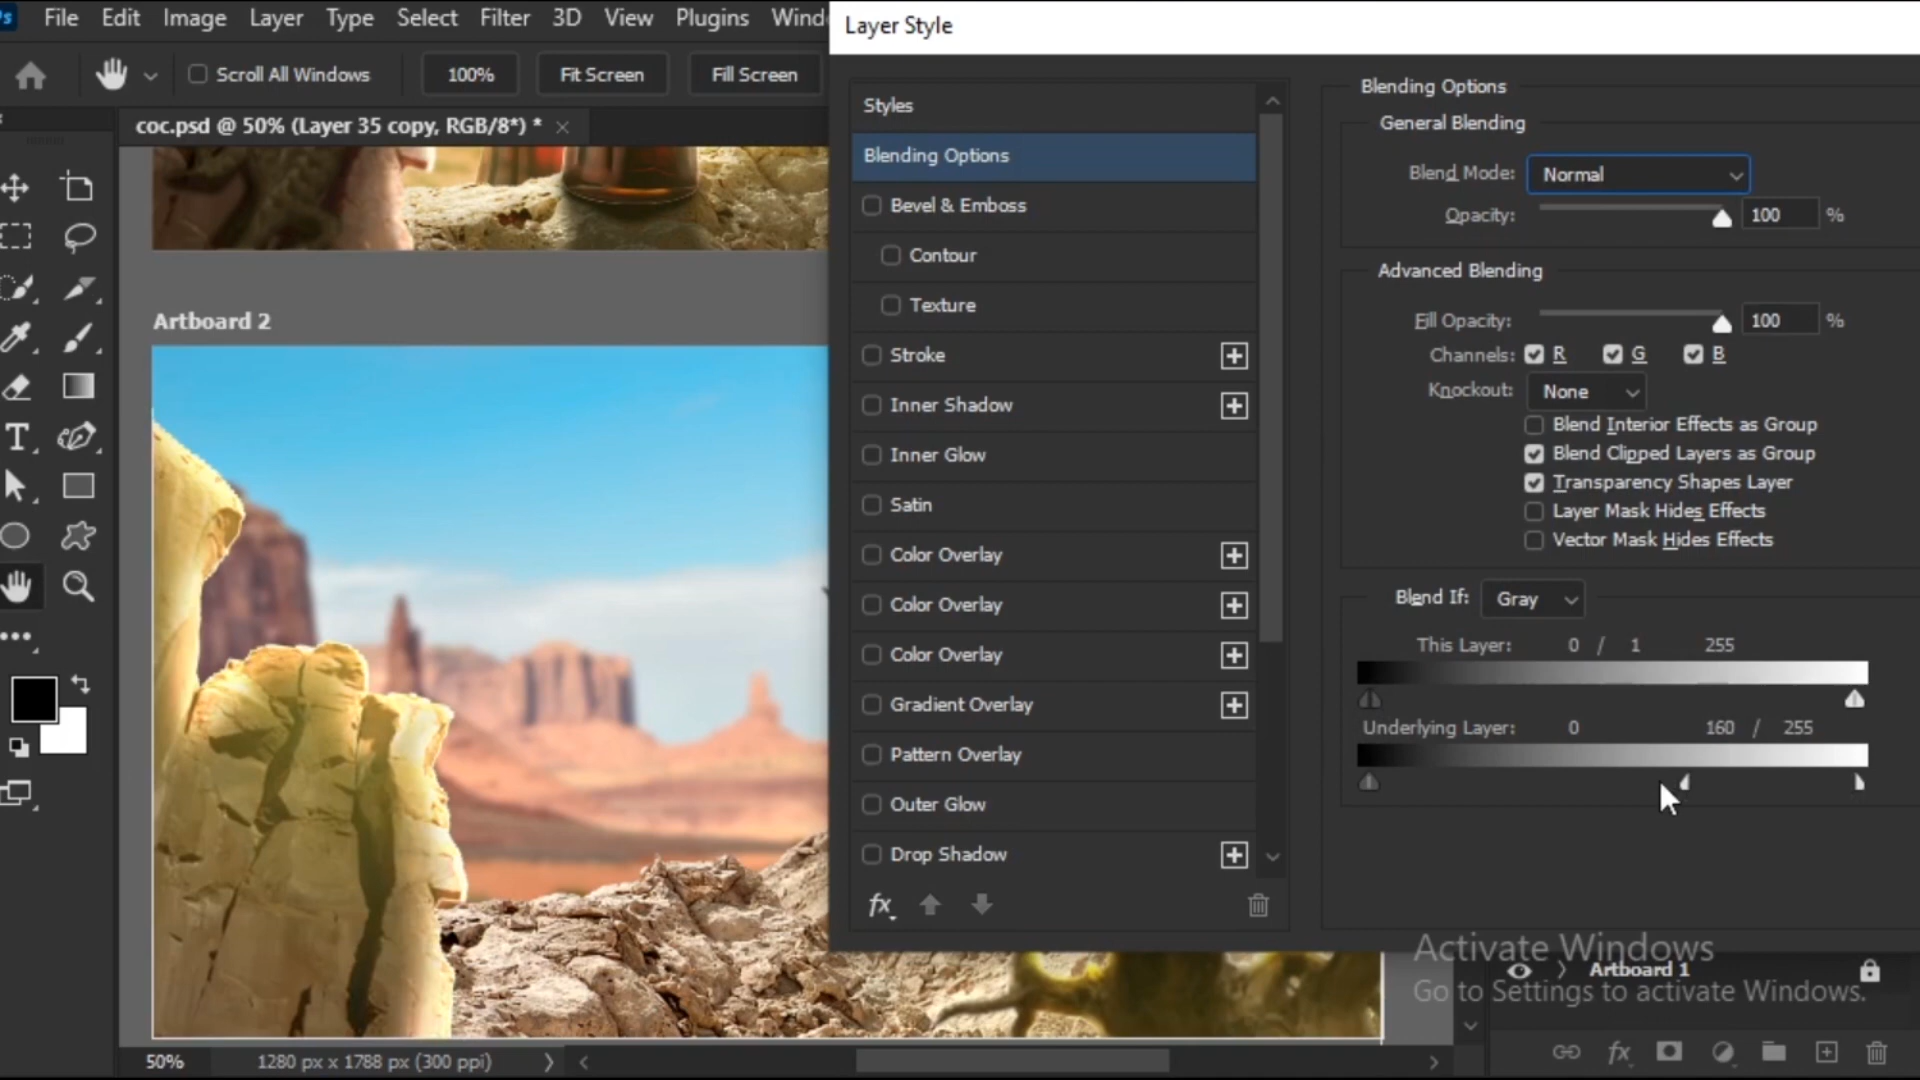 File Edit Image Layer Type Select Filter 3D View Plugins
Layer Style
Scroll All Windows 100% Fit Screen Fill Screen
coc.psd @ 50% (Layer 35 copy, RGB/8*) * ×
Artboard 2
Styles
Blending Options
Bevel & Emboss
Contour
Texture
Stroke
Inner Shadow
Inner Glow
Satin
Color Overlay
Color Overlay
Color Overlay
Gradient Overlay
Pattern Overlay
Outer Glow
Drop Shadow
fx
Blending Options
General Blending
Blend Mode: Normal
Opacity: 100 %
Advanced Blending
Fill Opacity: 100 %
Channels: R G B
Knockout: None
Blend Interior Effects as Group
Blend Clipped Layers as Group
Transparency Shapes Layer
Layer Mask Hides Effects
Vector Mask Hides Effects
Blend If: Gray
This Layer: 0 / 1 255
Underlying Layer: 0 160 / 255
Activate Windows
Artboard 1
Go to Settings to activate Windows.
50% 1280 px x 1788 px (300 ppi)
fx